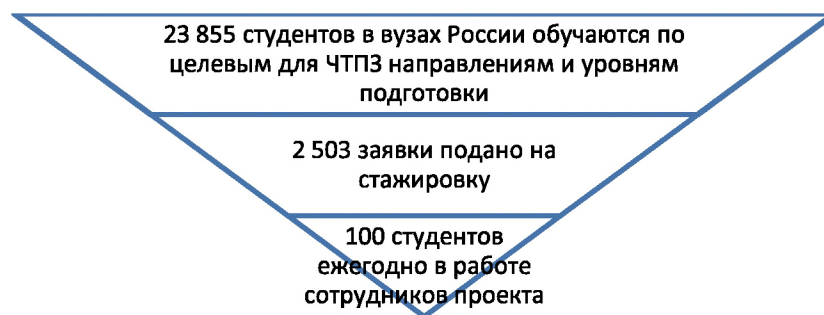 23 855 студентов в вузах России обучаются по
целевым для ЧТПЗ направлениям и уровням
подготовки
2 503 заявки подано на
стажировку
100 студентов
ежегодно в работе
сотрудников проекта